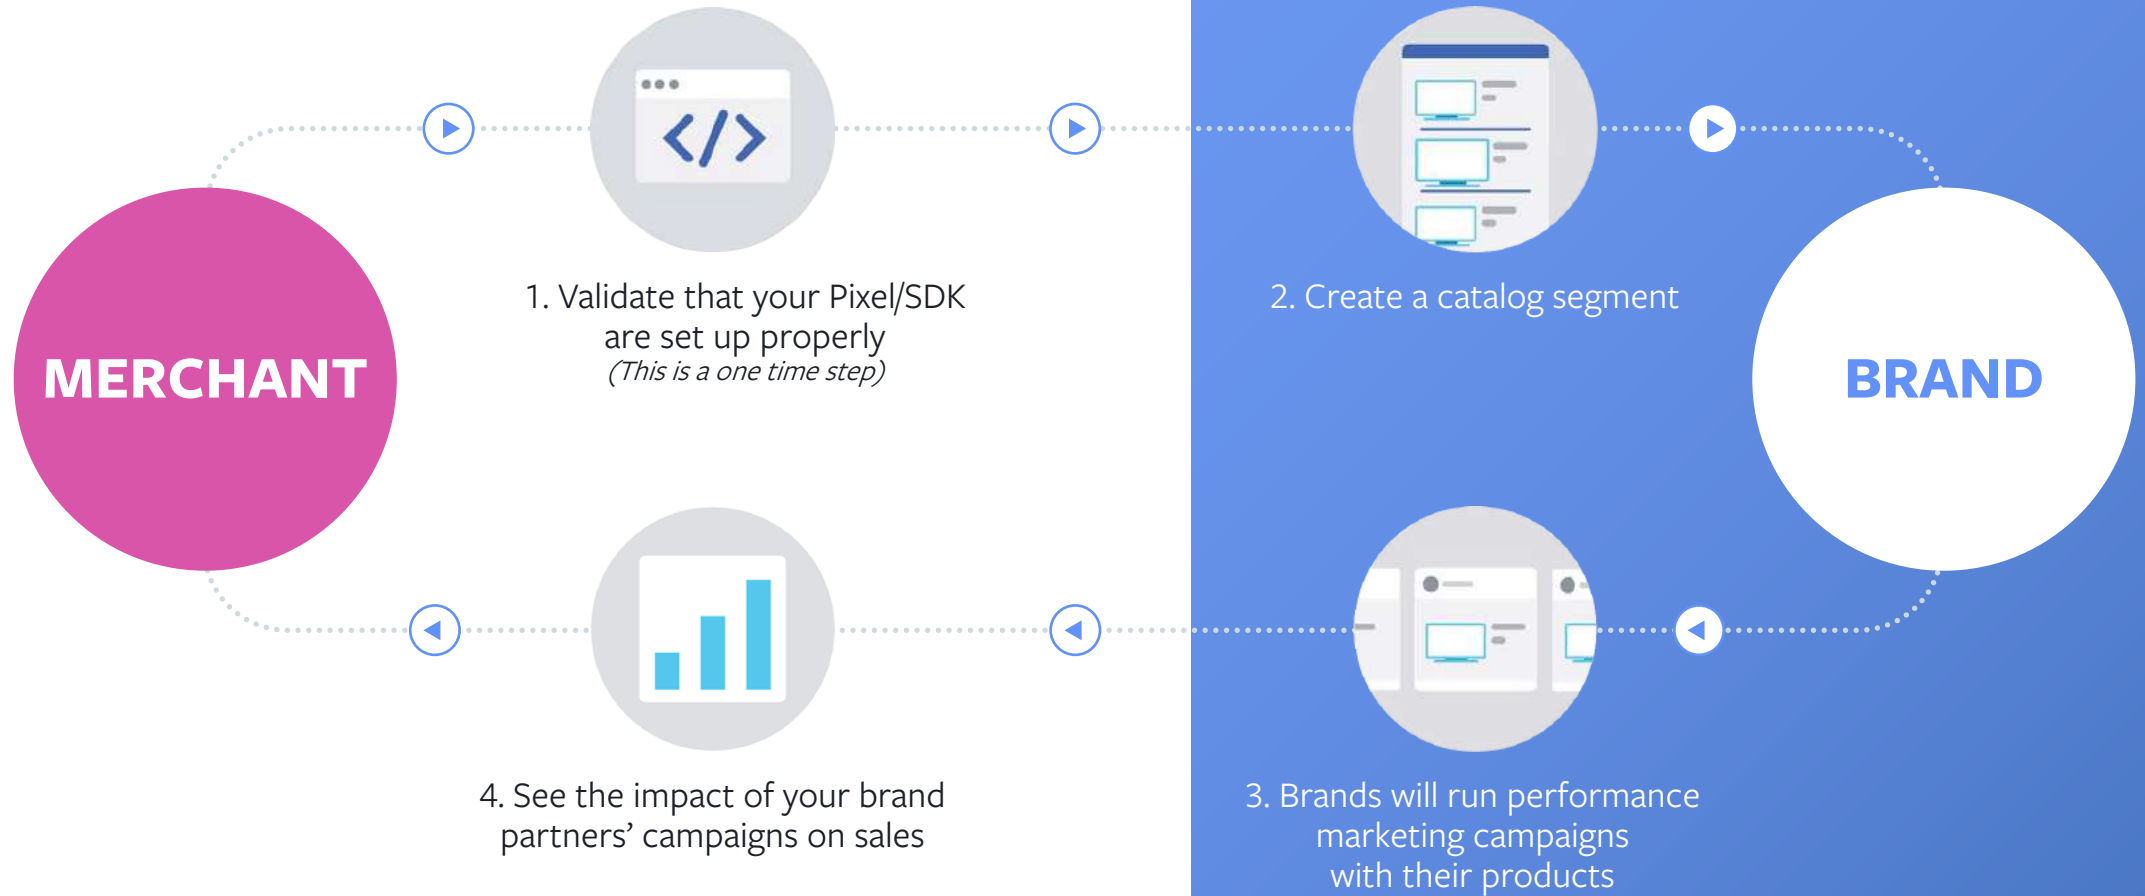 MERCHANT
1. Validate that your Pixel/SDK
are set up properly
(This is a one time step)
2. Create a catalog segment
BRAND
3. Brands will run performance
marketing campaigns
with their products
4. See the impact of your brand
partners’ campaigns on sales